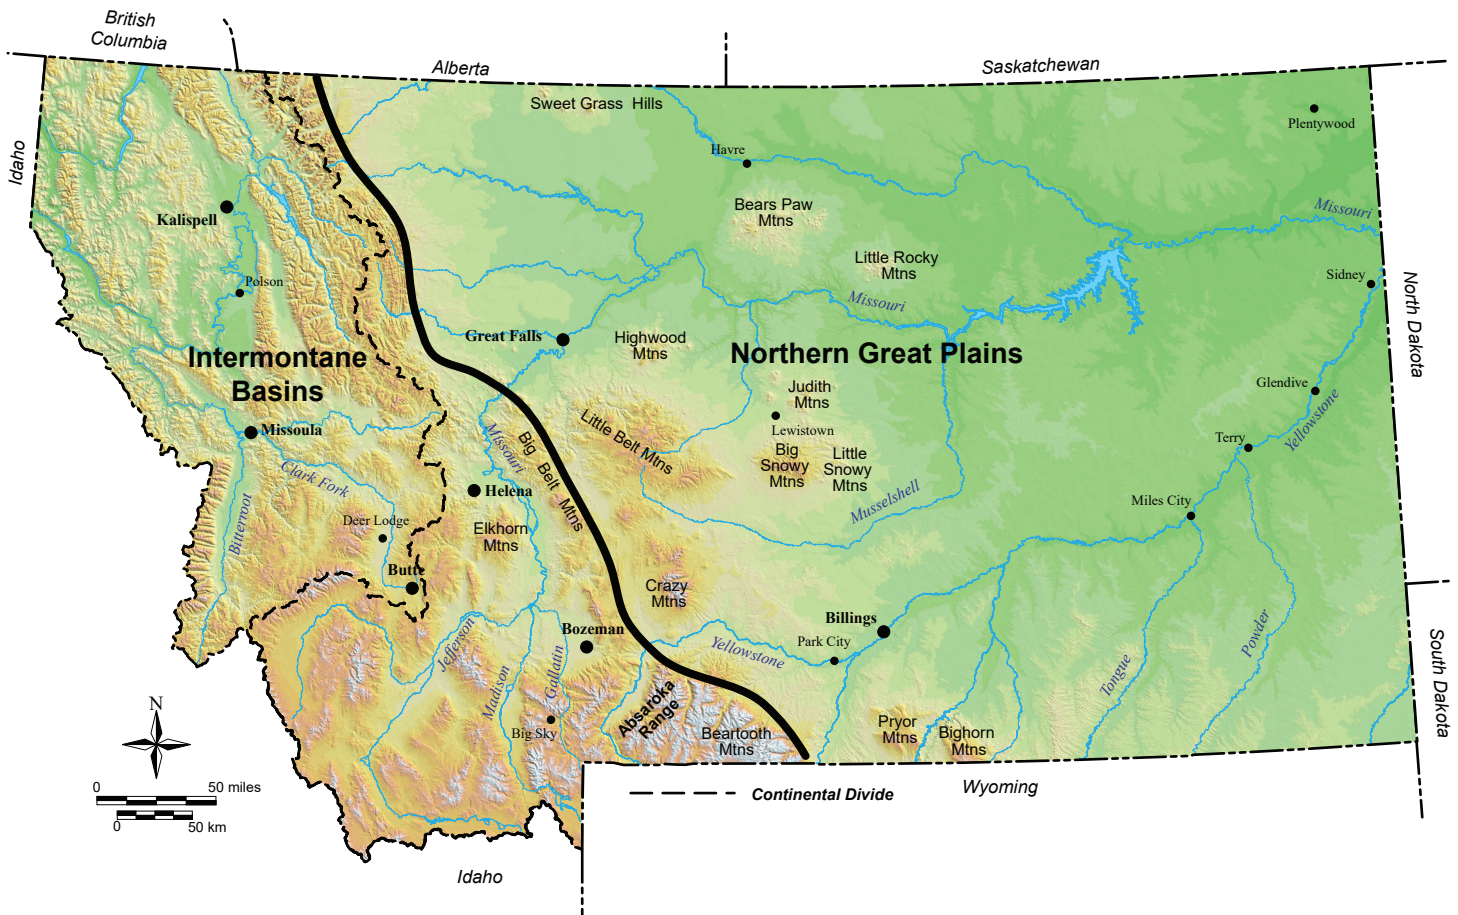 British
Columbia
Alberta
Saskatchewan
Idaho
Sweet Grass Hills
Plentywood
Havre
Kalispell
Bears Paw
Mtns
Missouri
Little Rocky
Mtns
Polson
Sidney
Missouri
North Dakota
Great Falls
Highwood
Mtns
Northern Great Plains
Intermontane
Basins
Judith
Mtns
Glendive
Yellowstone
Lewistown
Little Belt Mtns
Missoula
Missouri
Big Belt Mtns
Big
Snowy
Mtns
Little
Snowy
Mtns
Terry
Clark Fork
Helena
Musselshell
Miles City
Bitterroot
Deer Lodge
Elkhorn
Mtns
Butte
Crazy
Mtns
Billings
Bozeman
Park City
Jefferson
Yellowstone
Powder
South Dakota
Madison
Gallatin
Tongue
Absaroka
Range
N
Big Sky
Beartooth
Mtns
Pryor
Mtns
Bighorn
Mtns
0 50 miles
0 50 km
Continental Divide
Wyoming
Idaho